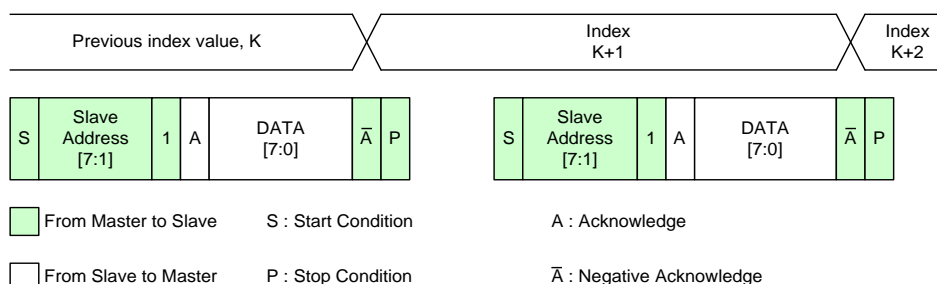 Previous index value, K
Index
K+1
Index
K+2
S
Slave
Address
[7:1]
1
A
DATA
[7:0]
A̅
P
S
Slave
Address
[7:1]
1
A
DATA
[7:0]
A̅
P
From Master to Slave
S : Start Condition
A : Acknowledge
From Slave to Master
P : Stop Condition
A̅ : Negative Acknowledge